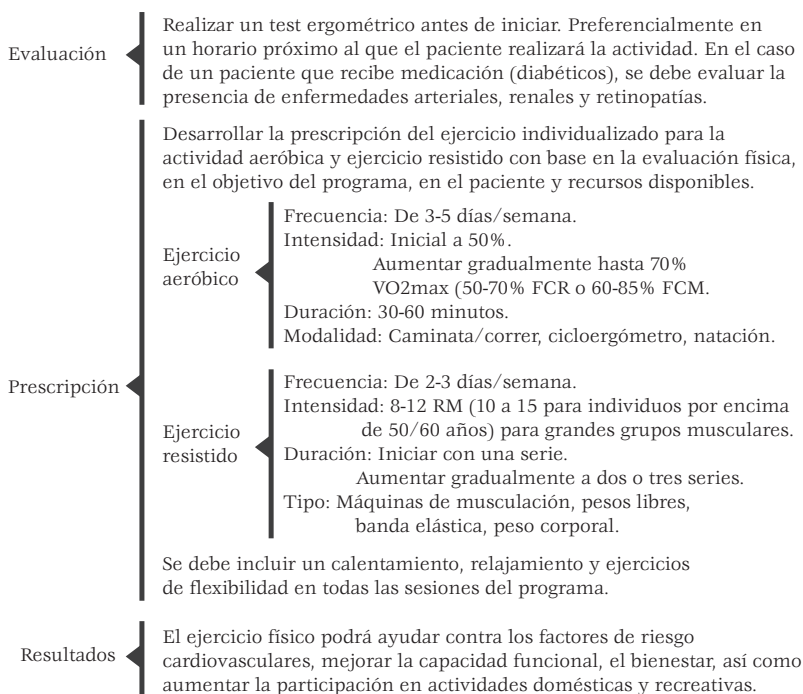 Evaluación
Realizar un test ergométrico antes de iniciar. Preferencialmente en
un horario próximo al que el paciente realizará la actividad. En el caso
de un paciente que recibe medicación (diabéticos), se debe evaluar la
presencia de enfermedades arteriales, renales y retinopatías.
Prescripción
Desarrollar la prescripción del ejercicio individualizado para la
actividad aeróbica y ejercicio resistido con base en la evaluación física,
en el objetivo del programa, en el paciente y recursos disponibles.
Ejercicio
aeróbico
Frecuencia: De 3-5 días/semana.
Intensidad: Inicial a 50%.
Aumentar gradualmente hasta 70%
VO2max (50-70% FCR o 60-85% FCM.
Duración: 30-60 minutos.
Modalidad: Caminata/correr, cicloergómetro, natación.
Ejercicio
resistido
Frecuencia: De 2-3 días/semana.
Intensidad: 8-12 RM (10 a 15 para individuos por encima
de 50/60 años) para grandes grupos musculares.
Duración: Iniciar con una serie.
Aumentar gradualmente a dos o tres series.
Tipo: Máquinas de musculación, pesos libres,
banda elástica, peso corporal.
Se debe incluir un calentamiento, relajamiento y ejercicios
de flexibilidad en todas las sesiones del programa.
Resultados
El ejercicio físico podrá ayudar contra los factores de riesgo
cardiovasculares, mejorar la capacidad funcional, el bienestar, así como
aumentar la participación en actividades domésticas y recreativas.